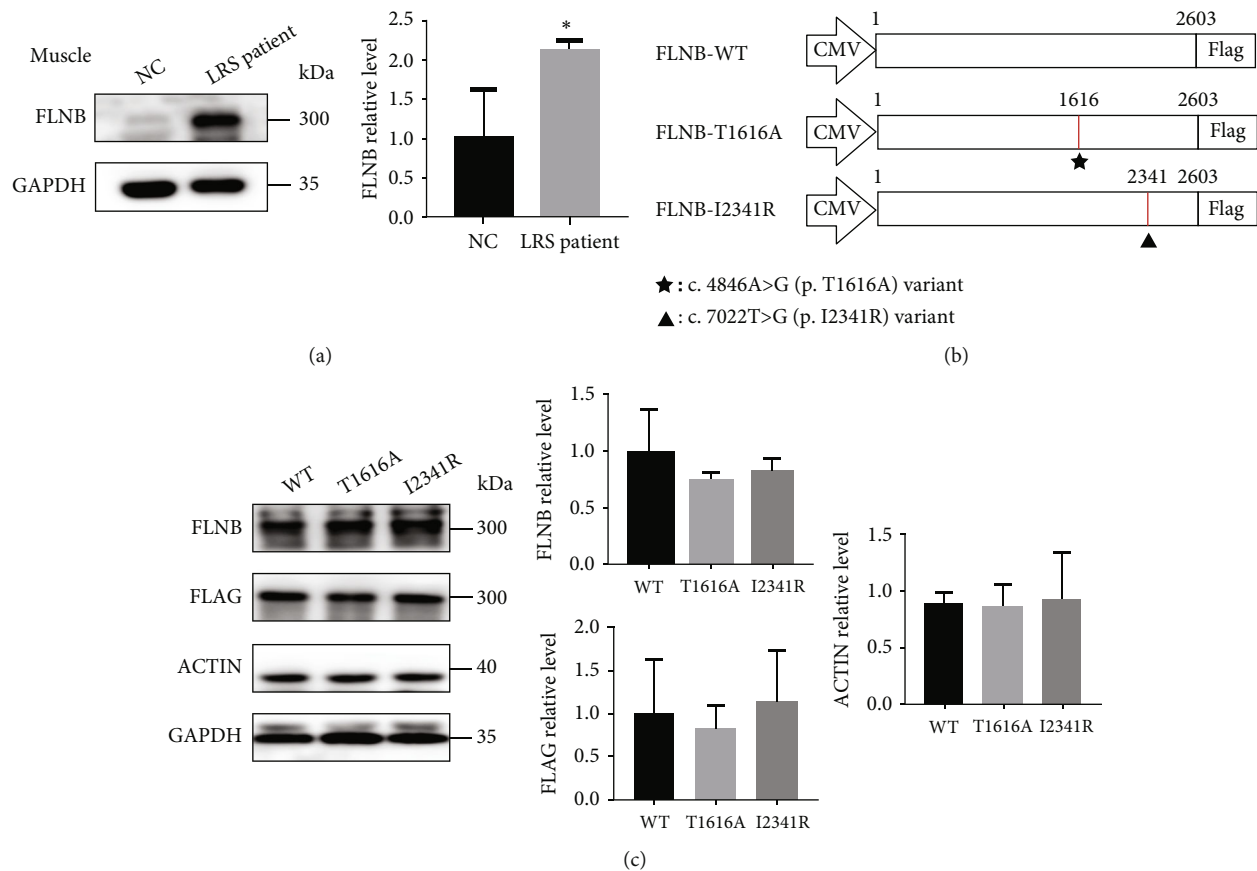 Muscle
NC
LRS patient
kDa
FLNB
300
GAPDH
35
FLNB relative level
2.5
2.0
1.5
1.0
0.5
0.0
*
NC
LRS patient
(a)
FLNB-WT
CMV
1
2603
Flag
FLNB-T1616A
CMV
1
1616
2603
Flag
FLNB-I2341R
CMV
1
2341
2603
Flag
★ : c. 4846A>G (p. T1616A) variant
▲ : c. 7022T>G (p. I2341R) variant
(b)
WT
T1616A
I2341R
kDa
FLNB
300
FLAG
300
ACTIN
40
GAPDH
35
FLNB relative level
1.5
1.0
0.5
0.0
WT
T1616A
I2341R
FLAG relative level
2.0
1.5
1.0
0.5
0.0
WT
T1616A
I2341R
ACTIN relative level
1.5
1.0
0.5
0.0
WT
T1616A
I2341R
(c)